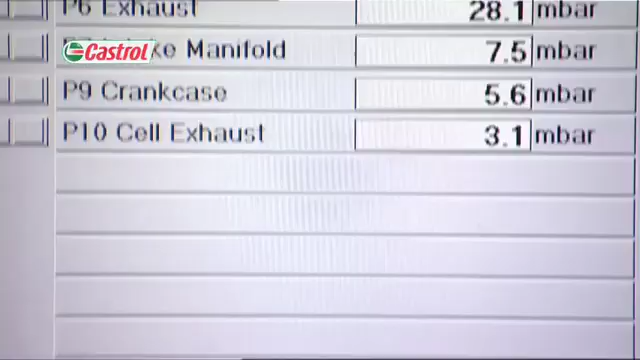 P6 Exhaust 28.1 mbar
Castrol
Manifold 7.5 mbar
P9 Crankcase 5.6 mbar
P10 Cell Exhaust 3.1 mbar